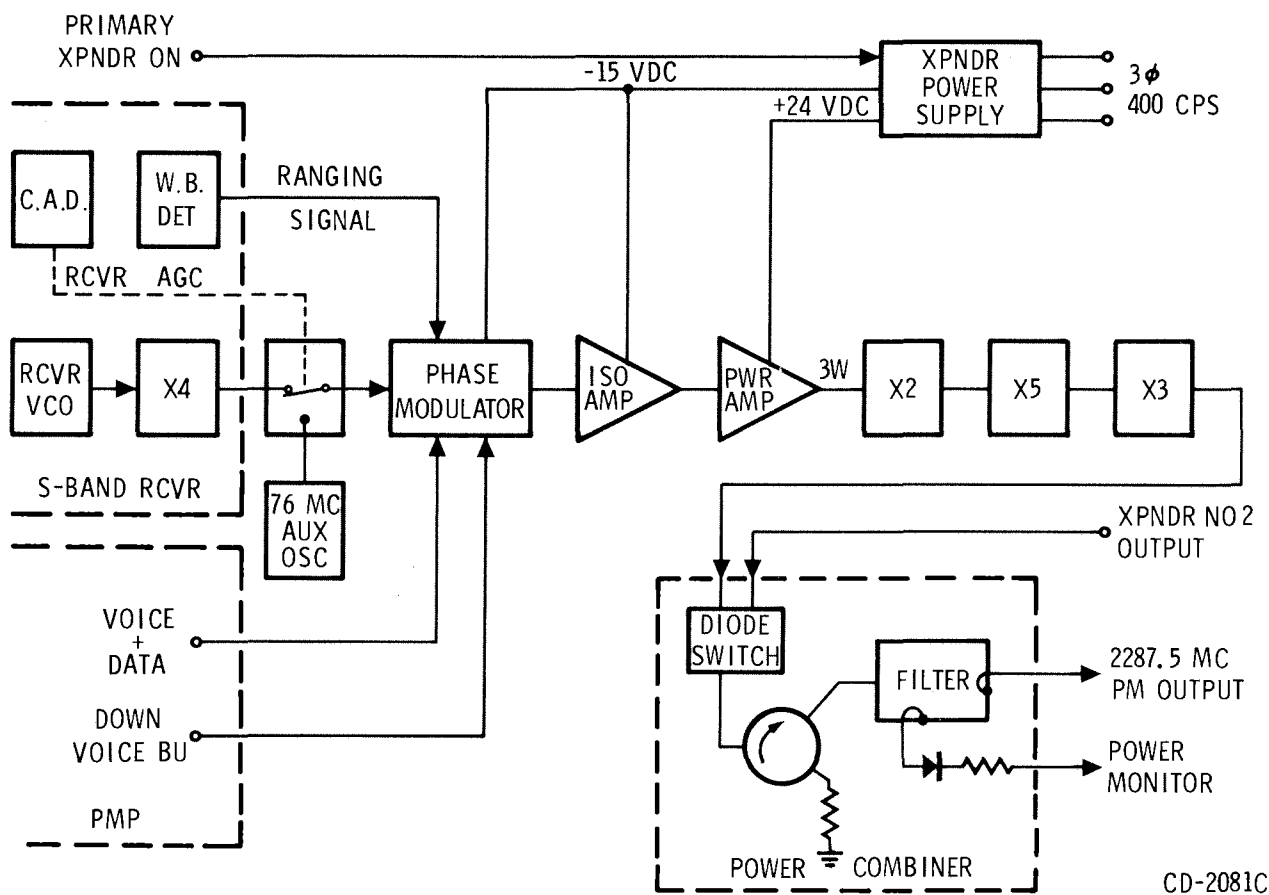 PRIMARY
XPNDR ON
-15 VDC
+24 VDC
XPNDR
POWER
SUPPLY
3ϕ
400 CPS
C.A.D.
W.B.
DET
RANGING
SIGNAL
RCVR AGC
RCVR
VCO
X4
PHASE
MODULATOR
ISO
AMP
PWR
AMP
3W
X2
X5
X3
S-BAND RCVR
76 MC
AUX
OSC
XPNDR NO 2
OUTPUT
VOICE
+
DATA
DOWN
VOICE BU
PMP
DIODE
SWITCH
FILTER
2287.5 MC
PM OUTPUT
POWER
MONITOR
POWER COMBINER
CD-2081C